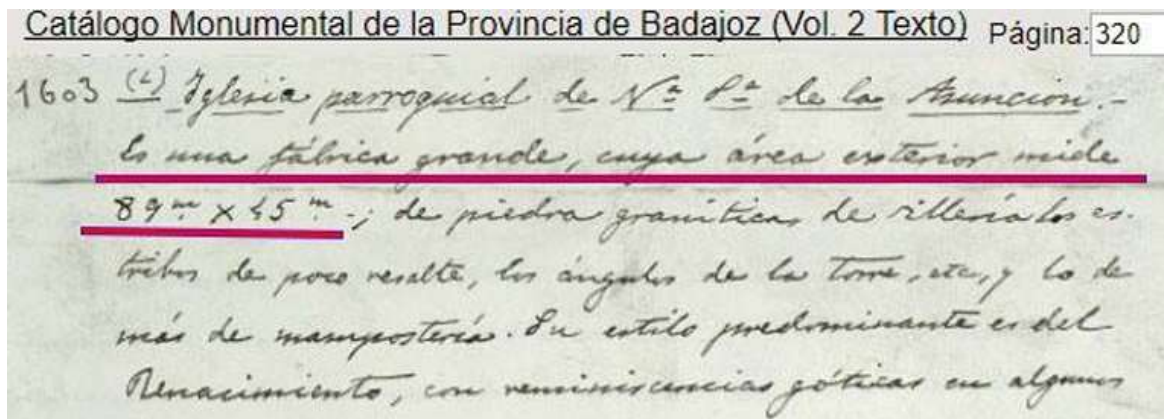 Catálogo Monumental de la Provincia de Badajoz (Vol. 2 Texto) Página: 320
1603 (L) Iglesia parroquial de Nª Sª de la Asuncion.-
Es una fábrica grande, cuya área exterior mide
89 m x 45 m.; de piedra granítica, de sillería los es-
tribos de poco resalte, los ángulos de la torre, etc, y lo de
más de mampostería. Su estilo predominante es del
Renacimiento, con reminiscencias góticas en algunos